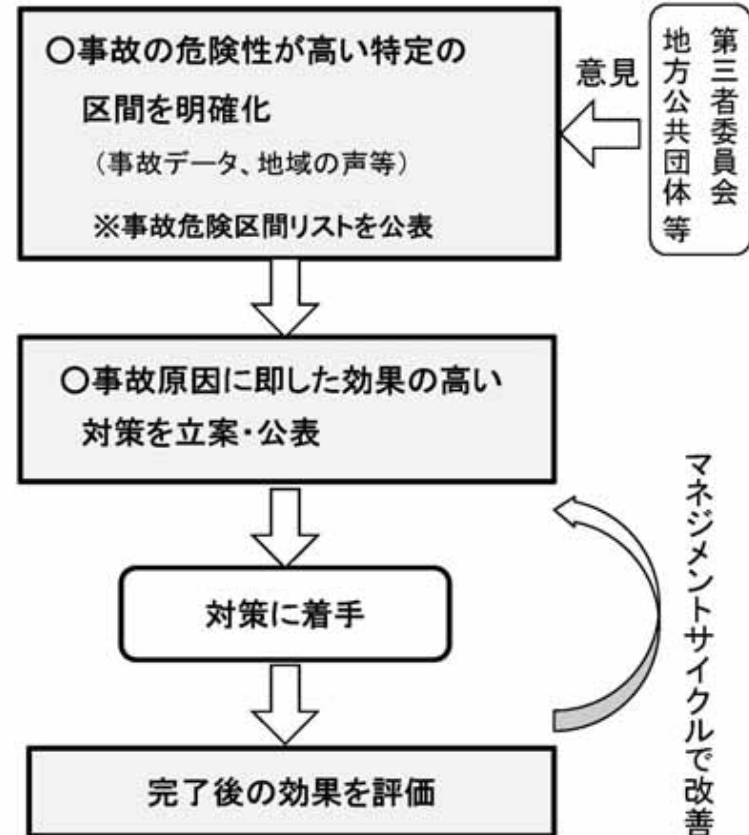 〇事故の危険性が高い特定の
区間を明確化
（事故データ、地域の声等）
※事故危険区間リストを公表
意見
第三者委員会
地方公共団体等
〇事故原因に即した効果の高い
対策を立案・公表
対策に着手
完了後の効果を評価
マネジメントサイクルで改善